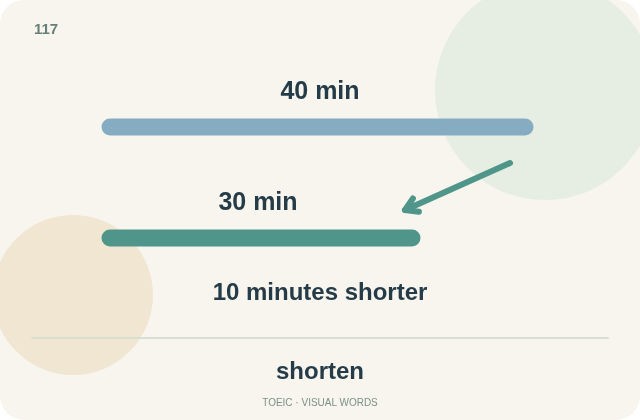 117
40 min
30 min
10 minutes shorter
shorten
TOEIC · VISUAL WORDS